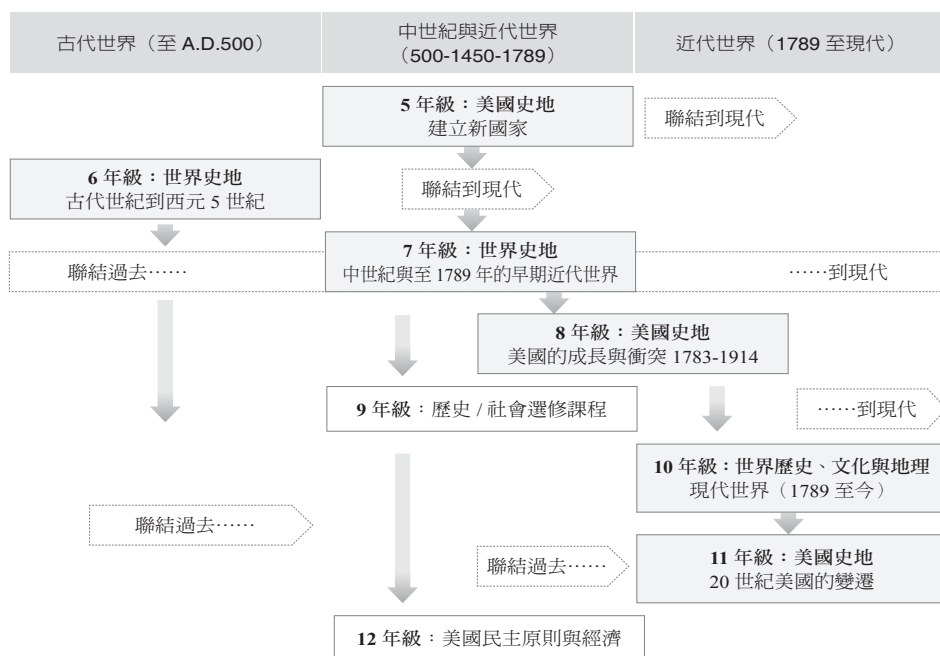 古代世界（至 A.D.500）
中世紀與近代世界
（500-1450-1789）
近代世界（1789 至現代）
5 年級：美國史地
建立新國家
聯結到現代
6 年級：世界史地
古代世紀到西元 5 世紀
聯結到現代
7 年級：世界史地
中世紀與至 1789 年的早期近代世界
聯結過去……
……到現代
8 年級：美國史地
美國的成長與衝突 1783-1914
9 年級：歷史 / 社會選修課程
……到現代
10 年級：世界歷史、文化與地理
現代世界（1789 至今）
聯結過去……
11 年級：美國史地
20 世紀美國的變遷
聯結過去……
12 年級：美國民主原則與經濟